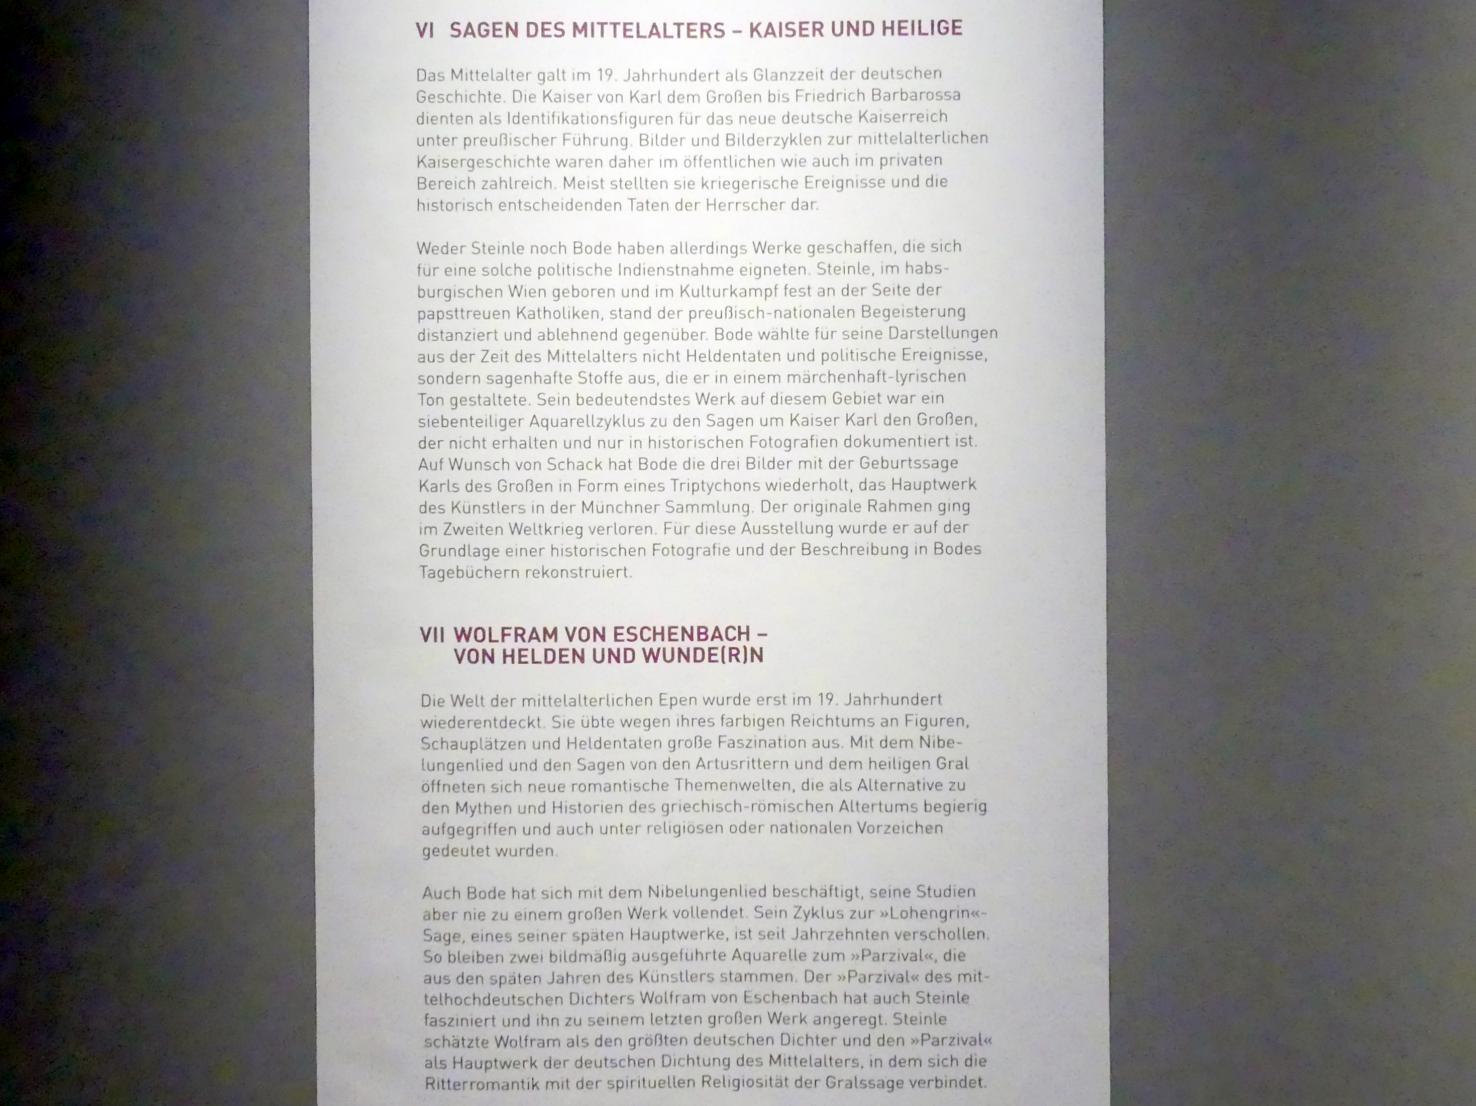 VI SAGEN DES MITTELALTERS – KAISER UND HEILIGE
Das Mittelalter galt im 19. Jahrhundert als Glanzzeit der deutschen
Geschichte. Die Kaiser von Karl dem Großen bis Friedrich Barbarossa
dienten als Identifikationsfiguren für das neue deutsche Kaiserreich
unter preußischer Führung. Bilder und Bilderzyklen zur mittelalterlichen
Kaisergeschichte waren daher im öffentlichen wie auch im privaten
Bereich zahlreich. Meist stellten sie kriegerische Ereignisse und die
historisch entscheidenden Taten der Herrscher dar.
Weder Steinle noch Bode haben allerdings Werke geschaffen, die sich
für eine solche politische Indienstnahme eigneten. Steinle, im habs-
burgischen Wien geboren und im Kulturkampf fest an der Seite der
papsttreuen Katholiken, stand der preußisch-nationalen Begeisterung
distanziert und ablehnend gegenüber. Bode wählte für seine Darstellungen
aus der Zeit des Mittelalters nicht Heldentaten und politische Ereignisse,
sondern sagenhafte Stoffe aus, die er in einem märchenhaft-lyrischen
Ton gestaltete. Sein bedeutendstes Werk auf diesem Gebiet war ein
siebenteiliger Aquarellzyklus zu den Sagen um Kaiser Karl den Großen,
der nicht erhalten und nur in historischen Fotografien dokumentiert ist.
Auf Wunsch von Schack hat Bode die drei Bilder mit der Geburtssage
Karls des Großen in Form eines Triptychons wiederholt, das Hauptwerk
des Künstlers in der Münchner Sammlung. Der originale Rahmen ging
im Zweiten Weltkrieg verloren. Für diese Ausstellung wurde er auf der
Grundlage einer historischen Fotografie und der Beschreibung in Bodes
Tagebüchern rekonstruiert.
VII WOLFRAM VON ESCHENBACH –
VON HELDEN UND WUNDE(R)N
Die Welt der mittelalterlichen Epen wurde erst im 19. Jahrhundert
wiederentdeckt. Sie übte wegen ihres farbigen Reichtums an Figuren,
Schauplätzen und Heldentaten große Faszination aus. Mit dem Nibe-
lungenlied und den Sagen von den Artusrittern und dem heiligen Gral
öffneten sich neue romantische Themenwelten, die als Alternative zu
den Mythen und Historien des griechisch-römischen Altertums begierig
aufgegriffen und auch unter religiösen oder nationalen Vorzeichen
gedeutet wurden.
Auch Bode hat sich mit dem Nibelungenlied beschäftigt, seine Studien
aber nie zu einem großen Werk vollendet. Sein Zyklus zur »Lohengrin«-
Sage, eines seiner späten Hauptwerke, ist seit Jahrzehnten verschollen.
So bleiben zwei bildmäßig ausgeführte Aquarelle zum »Parzival«, die
aus den späten Jahren des Künstlers stammen. Der »Parzival« des mit-
telhochdeutschen Dichters Wolfram von Eschenbach hat auch Steinle
fasziniert und ihn zu seinem letzten großen Werk angeregt. Steinle
schätzte Wolfram als den größten deutschen Dichter und den »Parzival«
als Hauptwerk der deutschen Dichtung des Mittelalters, in dem sich die
Ritterromantik mit der spirituellen Religiosität der Gralssage verbindet.